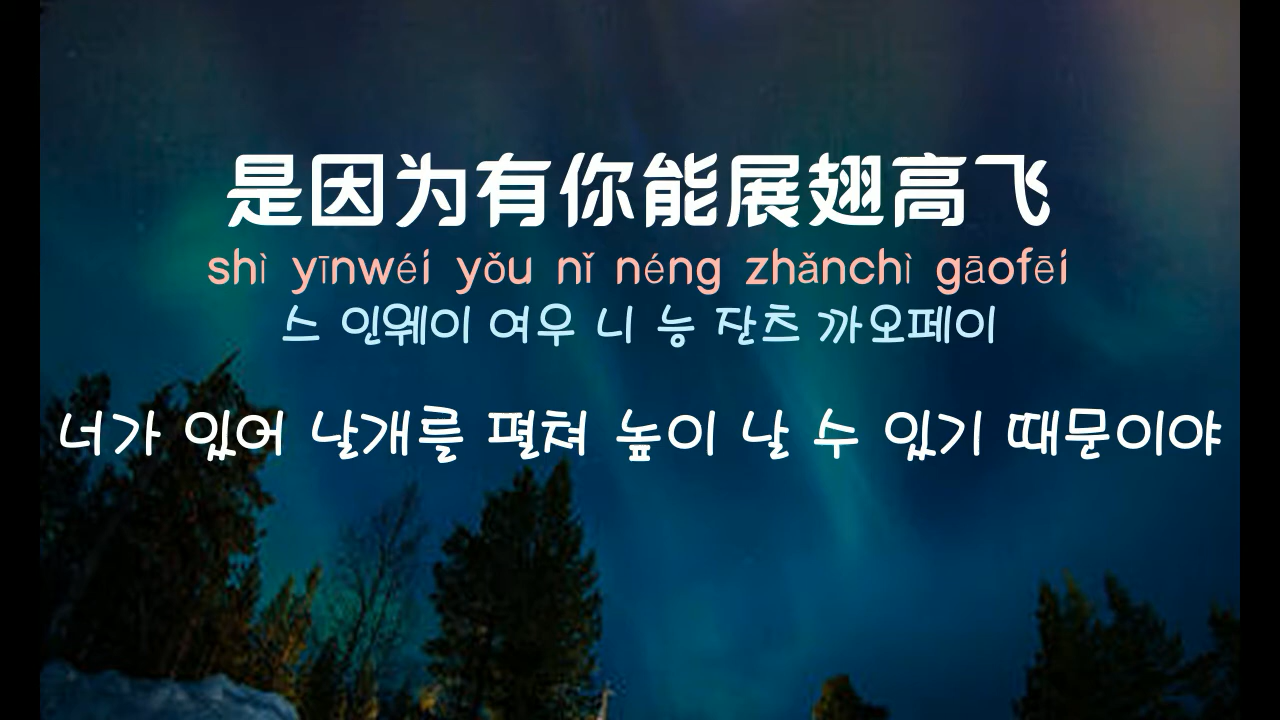 是因为有你能展翅高飞
shì yīnwéi yǒu nǐ néng zhǎnchì gāofēi
스 인웨이 여우 니 능 잔츠 까오페이
너가 있어 날개를 펼쳐 높이 날 수 있기 때문이야